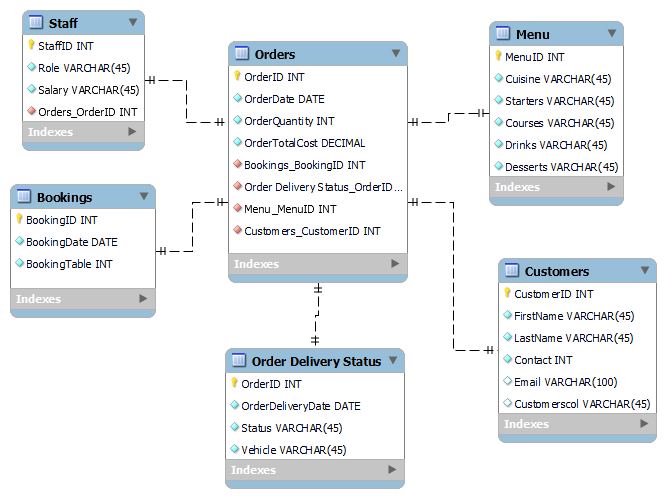 Staff
StaffID INT
Role VARCHAR(45)
Salary VARCHAR(45)
Orders_OrderID INT
Indexes
Orders
OrderID INT
OrderDate DATE
OrderQuantity INT
OrderTotalCost DECIMAL
Bookings_BookingID INT
Order Delivery Status_OrderID...
Menu_MenuID INT
Customers_CustomerID INT
Indexes
Menu
MenuID INT
Cuisine VARCHAR(45)
Starters VARCHAR(45)
Courses VARCHAR(45)
Drinks VARCHAR(45)
Desserts VARCHAR(45)
Indexes
Bookings
BookingID INT
BookingDate DATE
BookingTable INT
Indexes
Customers
CustomerID INT
FirstName VARCHAR(45)
LastName VARCHAR(45)
Contact INT
Email VARCHAR(100)
Customerscol VARCHAR(45)
Indexes
Order Delivery Status
OrderID INT
OrderDeliveryDate DATE
Status VARCHAR(45)
Vehicle VARCHAR(45)
Indexes